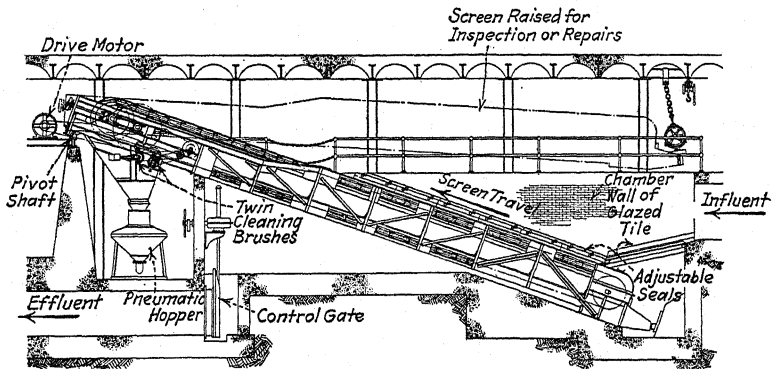 Screen Raised for
Inspection or Repairs
Drive Motor
Pivot
Shaft
Twin
Cleaning
Brushes
Screen Travel
Chamber
Wall of
Glazed
Tile
Influent
Adjustable
Seals
Effluent
Pneumatic
Hopper
Control Gate